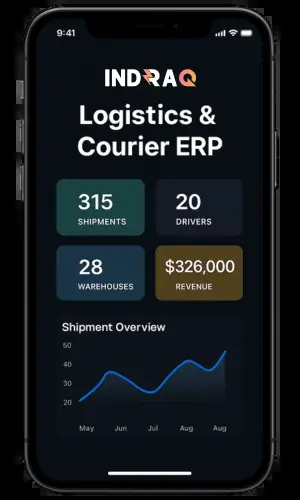 9:41
INDRAQ
Logistics &
Courier ERP
315
SHIPMENTS
20
DRIVERS
28
WAREHOUSES
$326,000
REVENUE
Shipment Overview
50
40
30
20
May Jun Jul Aug Aug